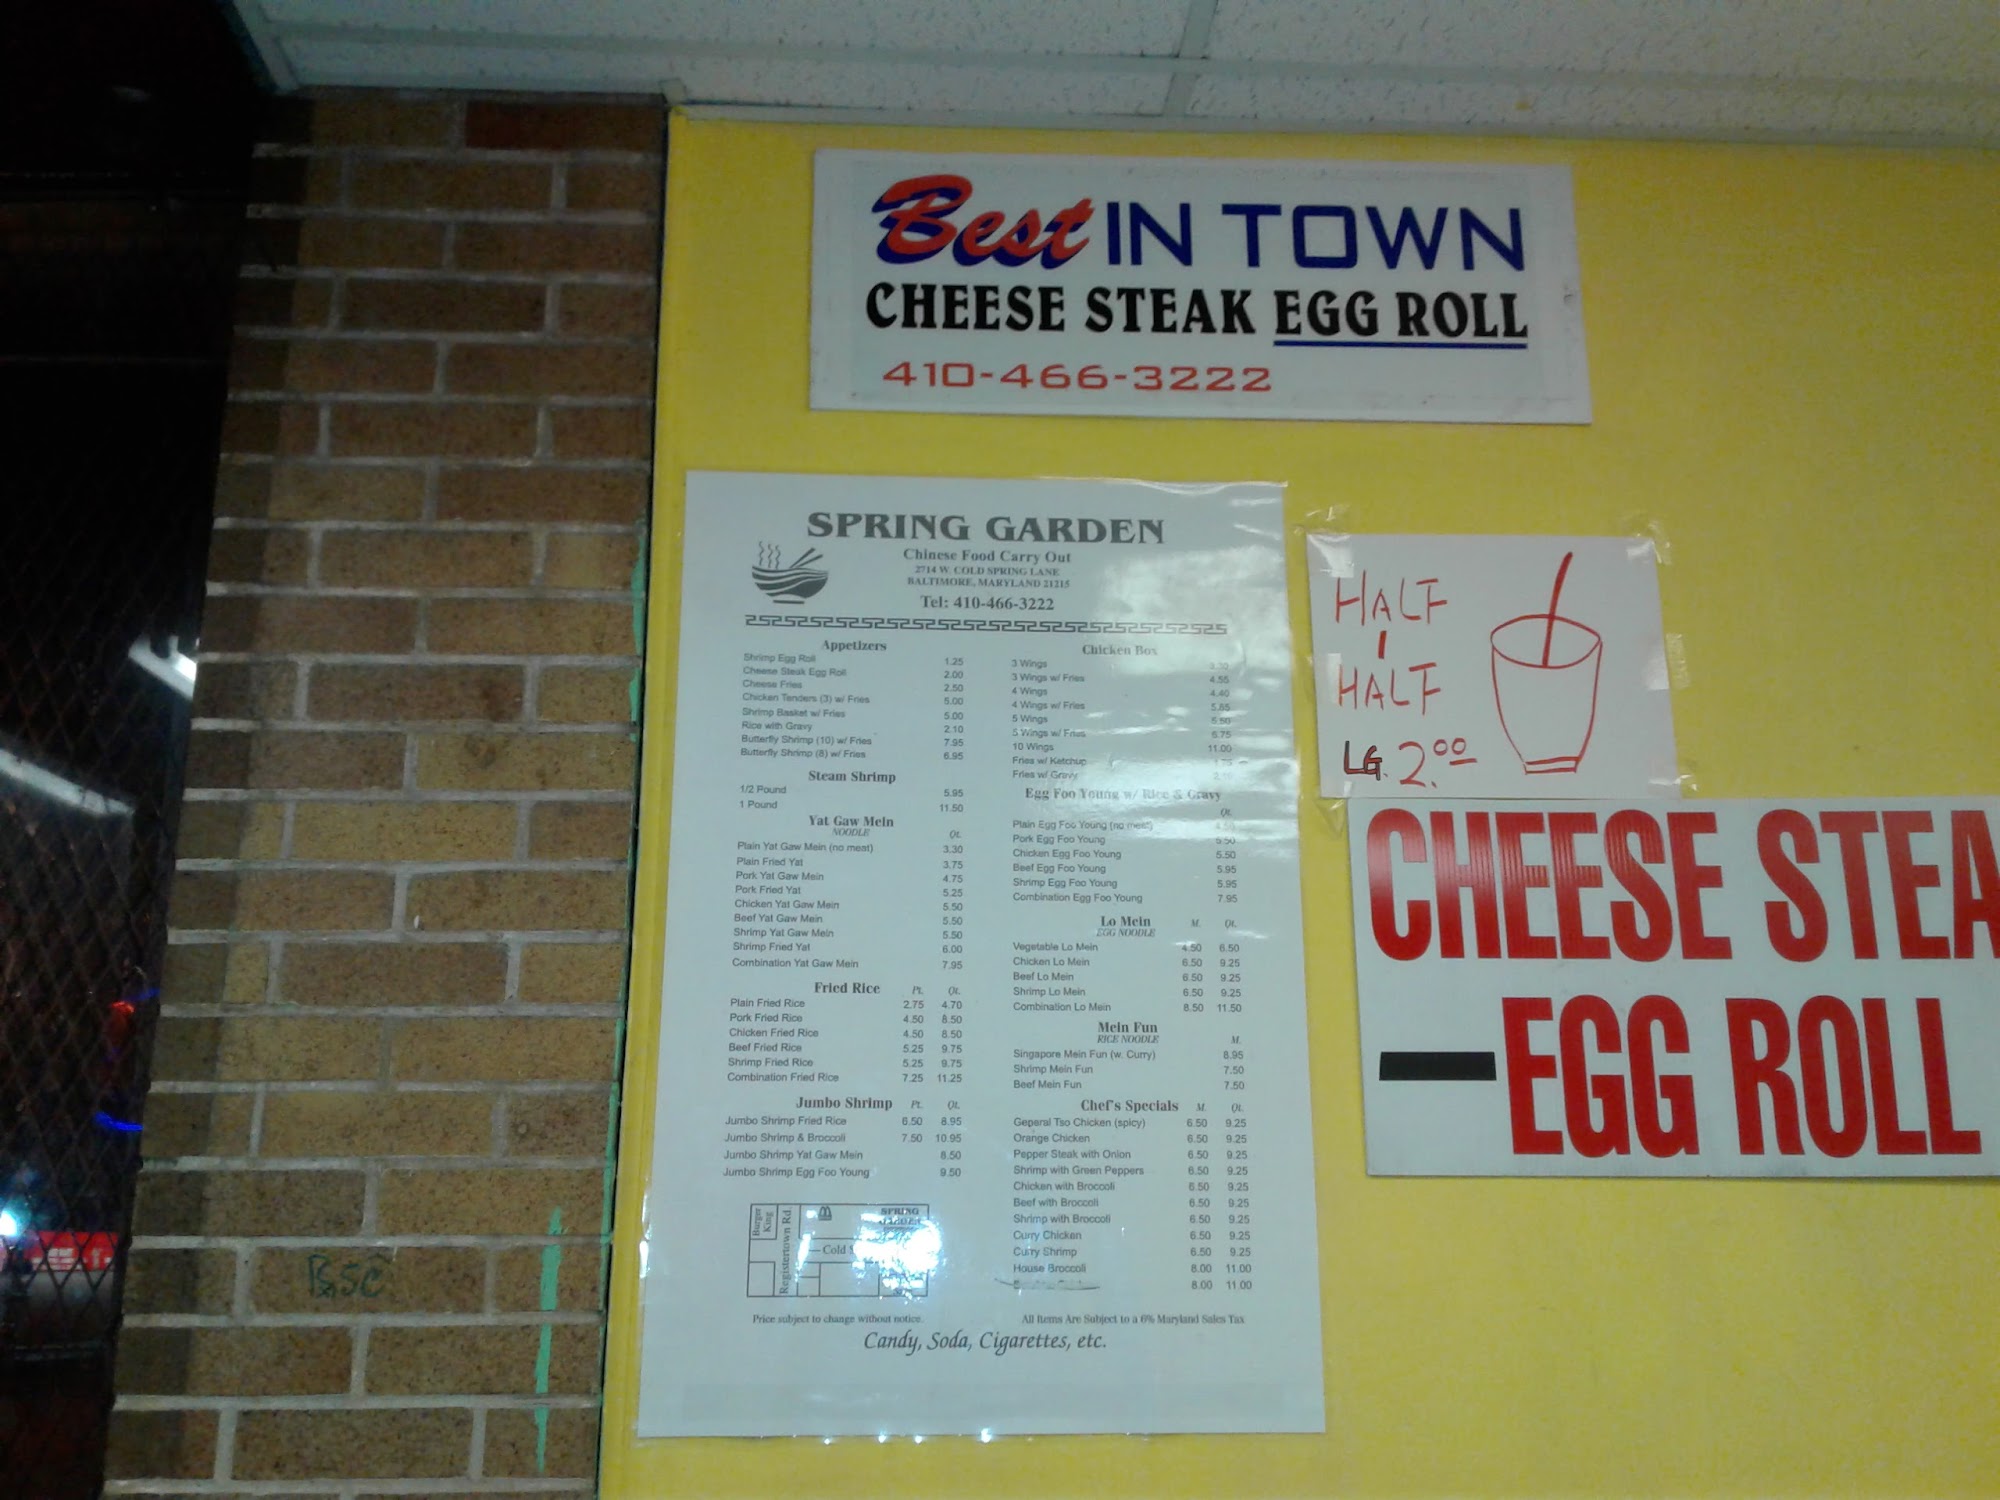 Best IN TOWN
CHEESE STEAK EGG ROLL
410-466-3222
SPRING GARDEN
Chinese Food Carry Out
2714 W. COLD SPRING LANE
BALTIMORE, MARYLAND 21215
Tel: 410-466-3222
Appetizers
Shrimp Egg Roll 1.25
Cheese Steak Egg Roll 2.00
Cheese Fries 2.50
Chicken Tenders (3) w/ Fries 5.00
Shrimp Basket w/ Fries 5.00
Rice with Gravy 2.10
Butterfly Shrimp (10) w/ Fries 7.95
Butterfly Shrimp (8) w/ Fries 6.95
Steam Shrimp
1/2 Pound 5.95
1 Pound 11.50
Yat Gaw Mein
NOODLE Qt.
Plain Yat Gaw Mein (no meat) 3.30
Plain Fried Yat 3.75
Pork Yat Gaw Mein 4.75
Pork Fried Yat 5.25
Chicken Yat Gaw Mein 5.50
Beef Yat Gaw Mein 5.50
Shrimp Yat Gaw Mein 5.50
Shrimp Fried Yat 6.00
Combination Yat Gaw Mein 7.95
Fried Rice Pt. Qt.
Plain Fried Rice 2.75 4.70
Pork Fried Rice 4.50 8.50
Chicken Fried Rice 4.50 8.50
Beef Fried Rice 5.25 9.75
Shrimp Fried Rice 5.25 9.75
Combination Fried Rice 7.25 11.25
Jumbo Shrimp Pt. Qt.
Jumbo Shrimp Fried Rice 6.50 8.95
Jumbo Shrimp & Broccoli 7.50 10.95
Jumbo Shrimp Yat Gaw Mein 8.50
Jumbo Shrimp Egg Foo Young 9.50
Burger King
Registertown Rd.
SPRING
Cold
Price subject to change without notice.
Chicken Box
3 Wings
3 Wings w/ Fries 4.55
4 Wings 4.40
4 Wings w/ Fries 5.65
5 Wings 5.50
5 Wings w/ Fries 6.75
10 Wings 11.00
Fries w/ Ketchup
Fries w/ Gravy
Egg Foo Young w/ Rice & Gravy
Qt.
Plain Egg Foo Young (no meat) 4.50
Pork Egg Foo Young 5.50
Chicken Egg Foo Young 5.50
Beef Egg Foo Young 5.95
Shrimp Egg Foo Young 5.95
Combination Egg Foo Young 7.95
Lo Mein M. Qt.
EGG NOODLE
Vegetable Lo Mein 4.50 6.50
Chicken Lo Mein 6.50 9.25
Beef Lo Mein 6.50 9.25
Shrimp Lo Mein 6.50 9.25
Combination Lo Mein 8.50 11.50
Mein Fun
RICE NOODLE M.
Singapore Mein Fun (w. Curry) 8.95
Shrimp Mein Fun 7.50
Beef Mein Fun 7.50
Chef's Specials M. Qt.
General Tso Chicken (spicy) 6.50 9.25
Orange Chicken 6.50 9.25
Pepper Steak with Onion 6.50 9.25
Shrimp with Green Peppers 6.50 9.25
Chicken with Broccoli 6.50 9.25
Beef with Broccoli 6.50 9.25
Shrimp with Broccoli 6.50 9.25
Curry Chicken 6.50 9.25
Curry Shrimp 6.50 9.25
House Broccoli 8.00 11.00
8.00 11.00
All Items Are Subject to a 6% Maryland Sales Tax
Candy, Soda, Cigarettes, etc.
HALF
HALF
LG. 2.00
CHEESE STEA
EGG ROLL